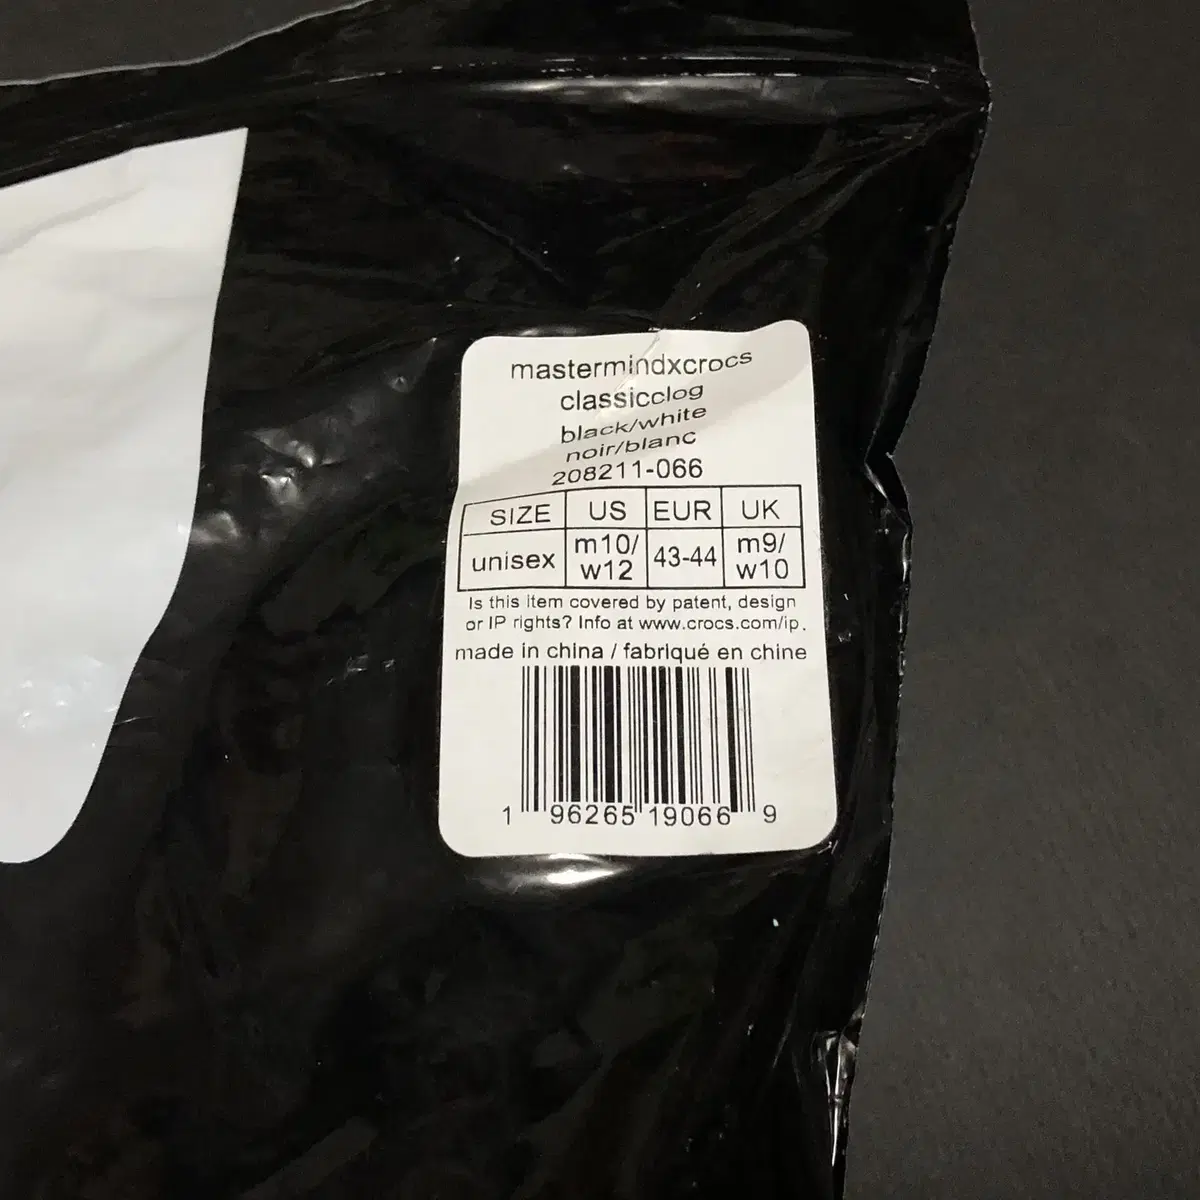 mastermindxcrocs
classicclog
black/white
noir/blanc
208211-066
SIZE US EUR UK
unisex m10/w12 43-44 m9/w10
Is this item covered by patent, design
or IP rights? Info at www.crocs.com/ip.
made in china / fabriqué en chine
1 96265 19066 9